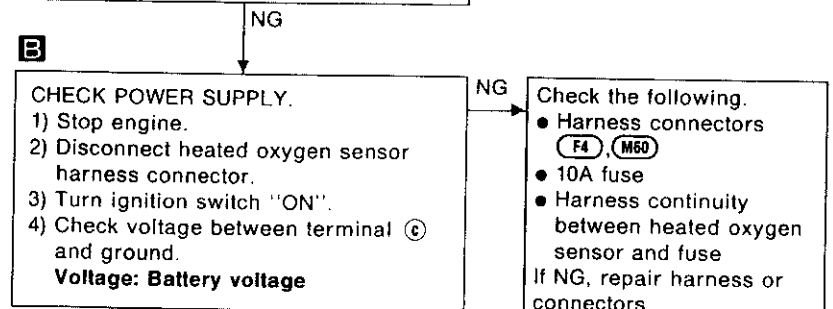 NG
B
CHECK POWER SUPPLY.
1) Stop engine.
2) Disconnect heated oxygen sensor
harness connector.
3) Turn ignition switch "ON".
4) Check voltage between terminal ⓒ
and ground.
Voltage: Battery voltage
NG
Check the following.
● Harness connectors
F4, M60
● 10A fuse
● Harness continuity
between heated oxygen
sensor and fuse
If NG, repair harness or
connectors